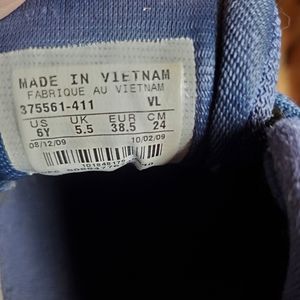 MADE IN VIETNAM
FABRIQUE AU VIETNAM
375561-411 VL
US UK EUR CM
6Y 5.5 38.5 24
08/12/09 10/02/09